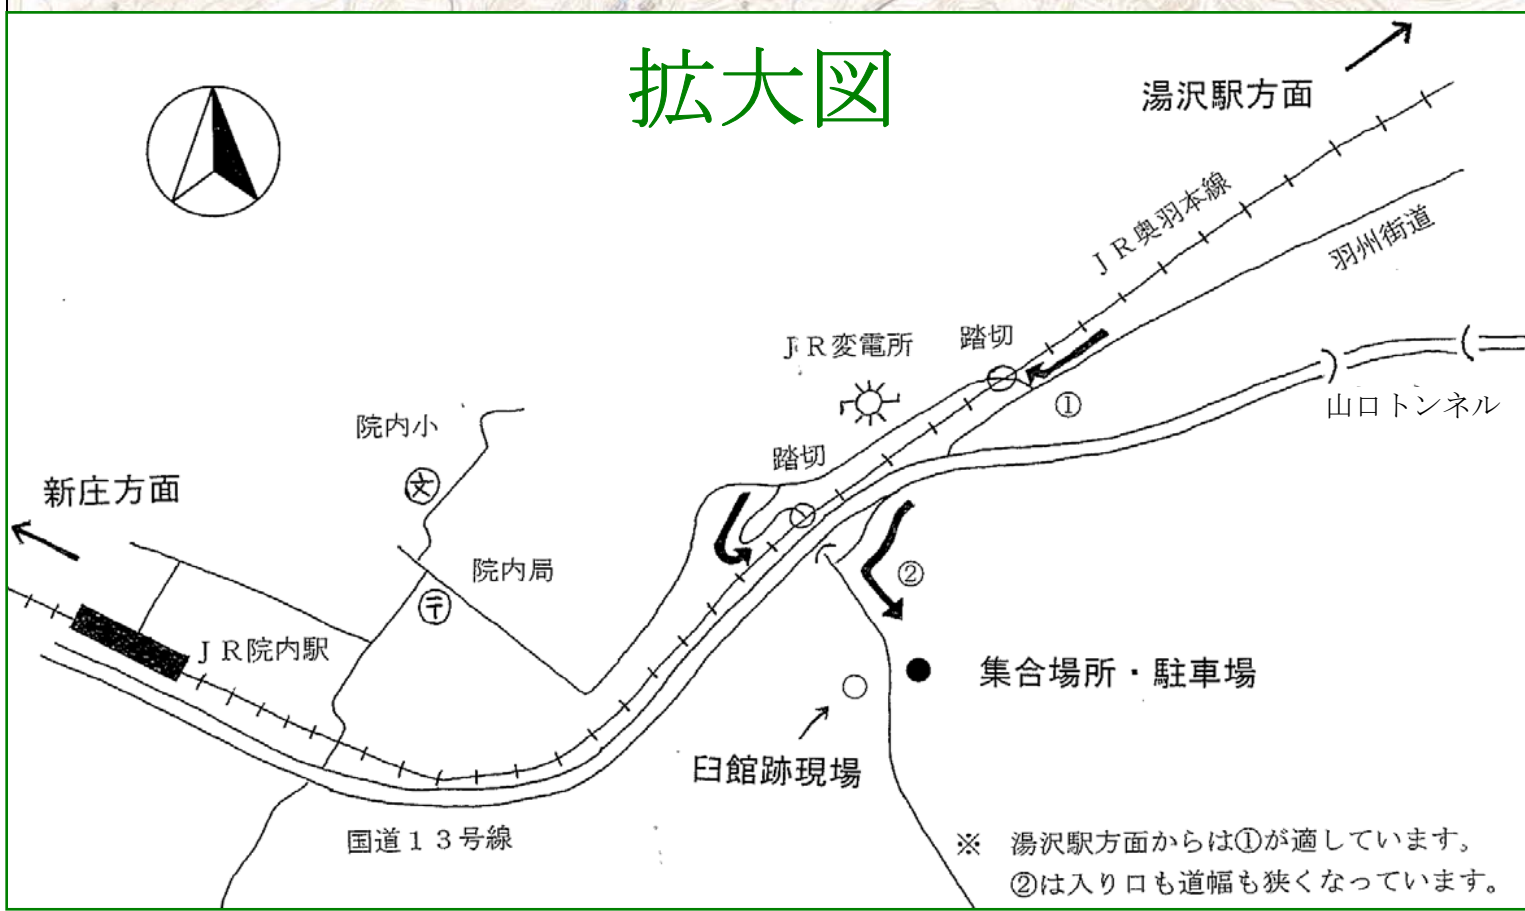 拡大図
湯沢駅方面
JR奥羽本線
羽州街道
踏切
JR変電所
①
山口トンネル
院内小
文
踏切
新庄方面
院内局
〒
②
JR院内駅
集合場所・駐車場
臼館跡現場
国道13号線
※ 湯沢駅方面からは①が適しています。
②は入り口も道幅も狭くなっています。